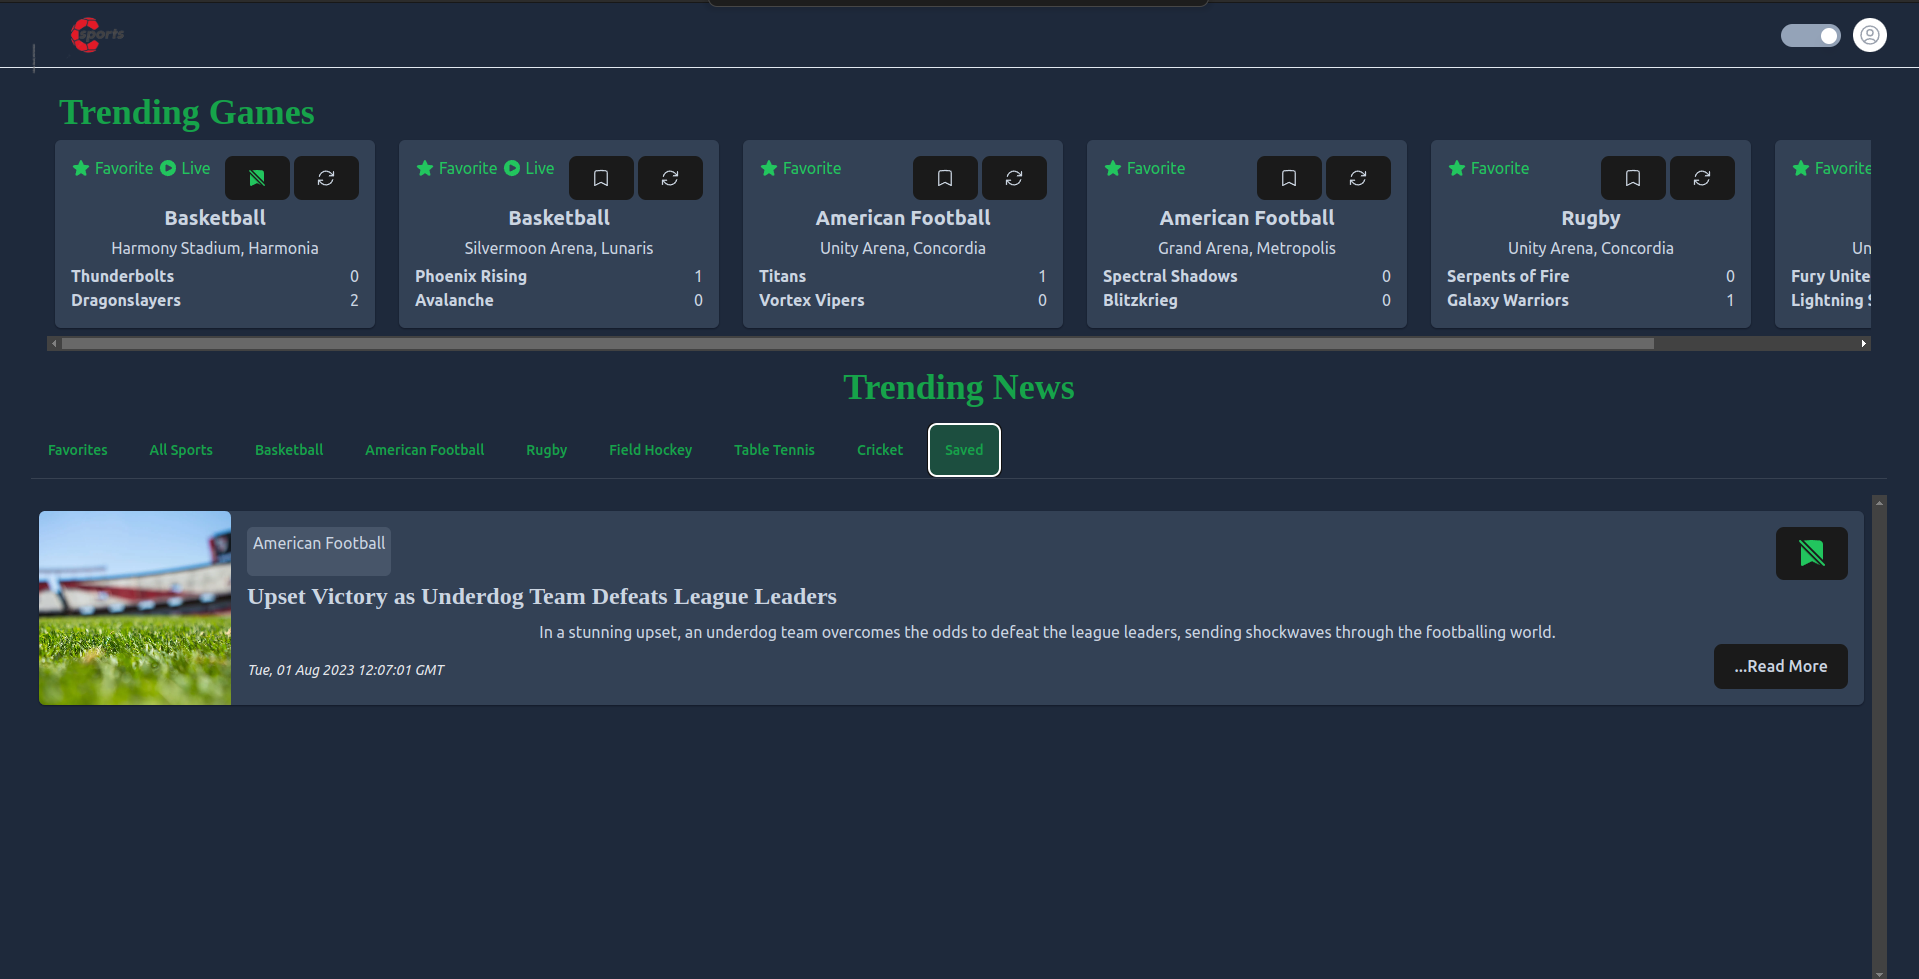 sports
Trending Games
Favorite Live
Basketball
Harmony Stadium, Harmonia
Thunderbolts 0
Dragonslayers 2
Favorite Live
Basketball
Silvermoon Arena, Lunaris
Phoenix Rising 1
Avalanche 0
Favorite
American Football
Unity Arena, Concordia
Titans 1
Vortex Vipers 0
Favorite
American Football
Grand Arena, Metropolis
Spectral Shadows 0
Blitzkrieg 0
Favorite
Rugby
Unity Arena, Concordia
Serpents of Fire 0
Galaxy Warriors 1
Favorite
Un
Fury Unite
Lightning S
Trending News
Favorites All Sports Basketball American Football Rugby Field Hockey Table Tennis Cricket Saved
American Football
Upset Victory as Underdog Team Defeats League Leaders
In a stunning upset, an underdog team overcomes the odds to defeat the league leaders, sending shockwaves through the footballing world.
Tue, 01 Aug 2023 12:07:01 GMT
...Read More